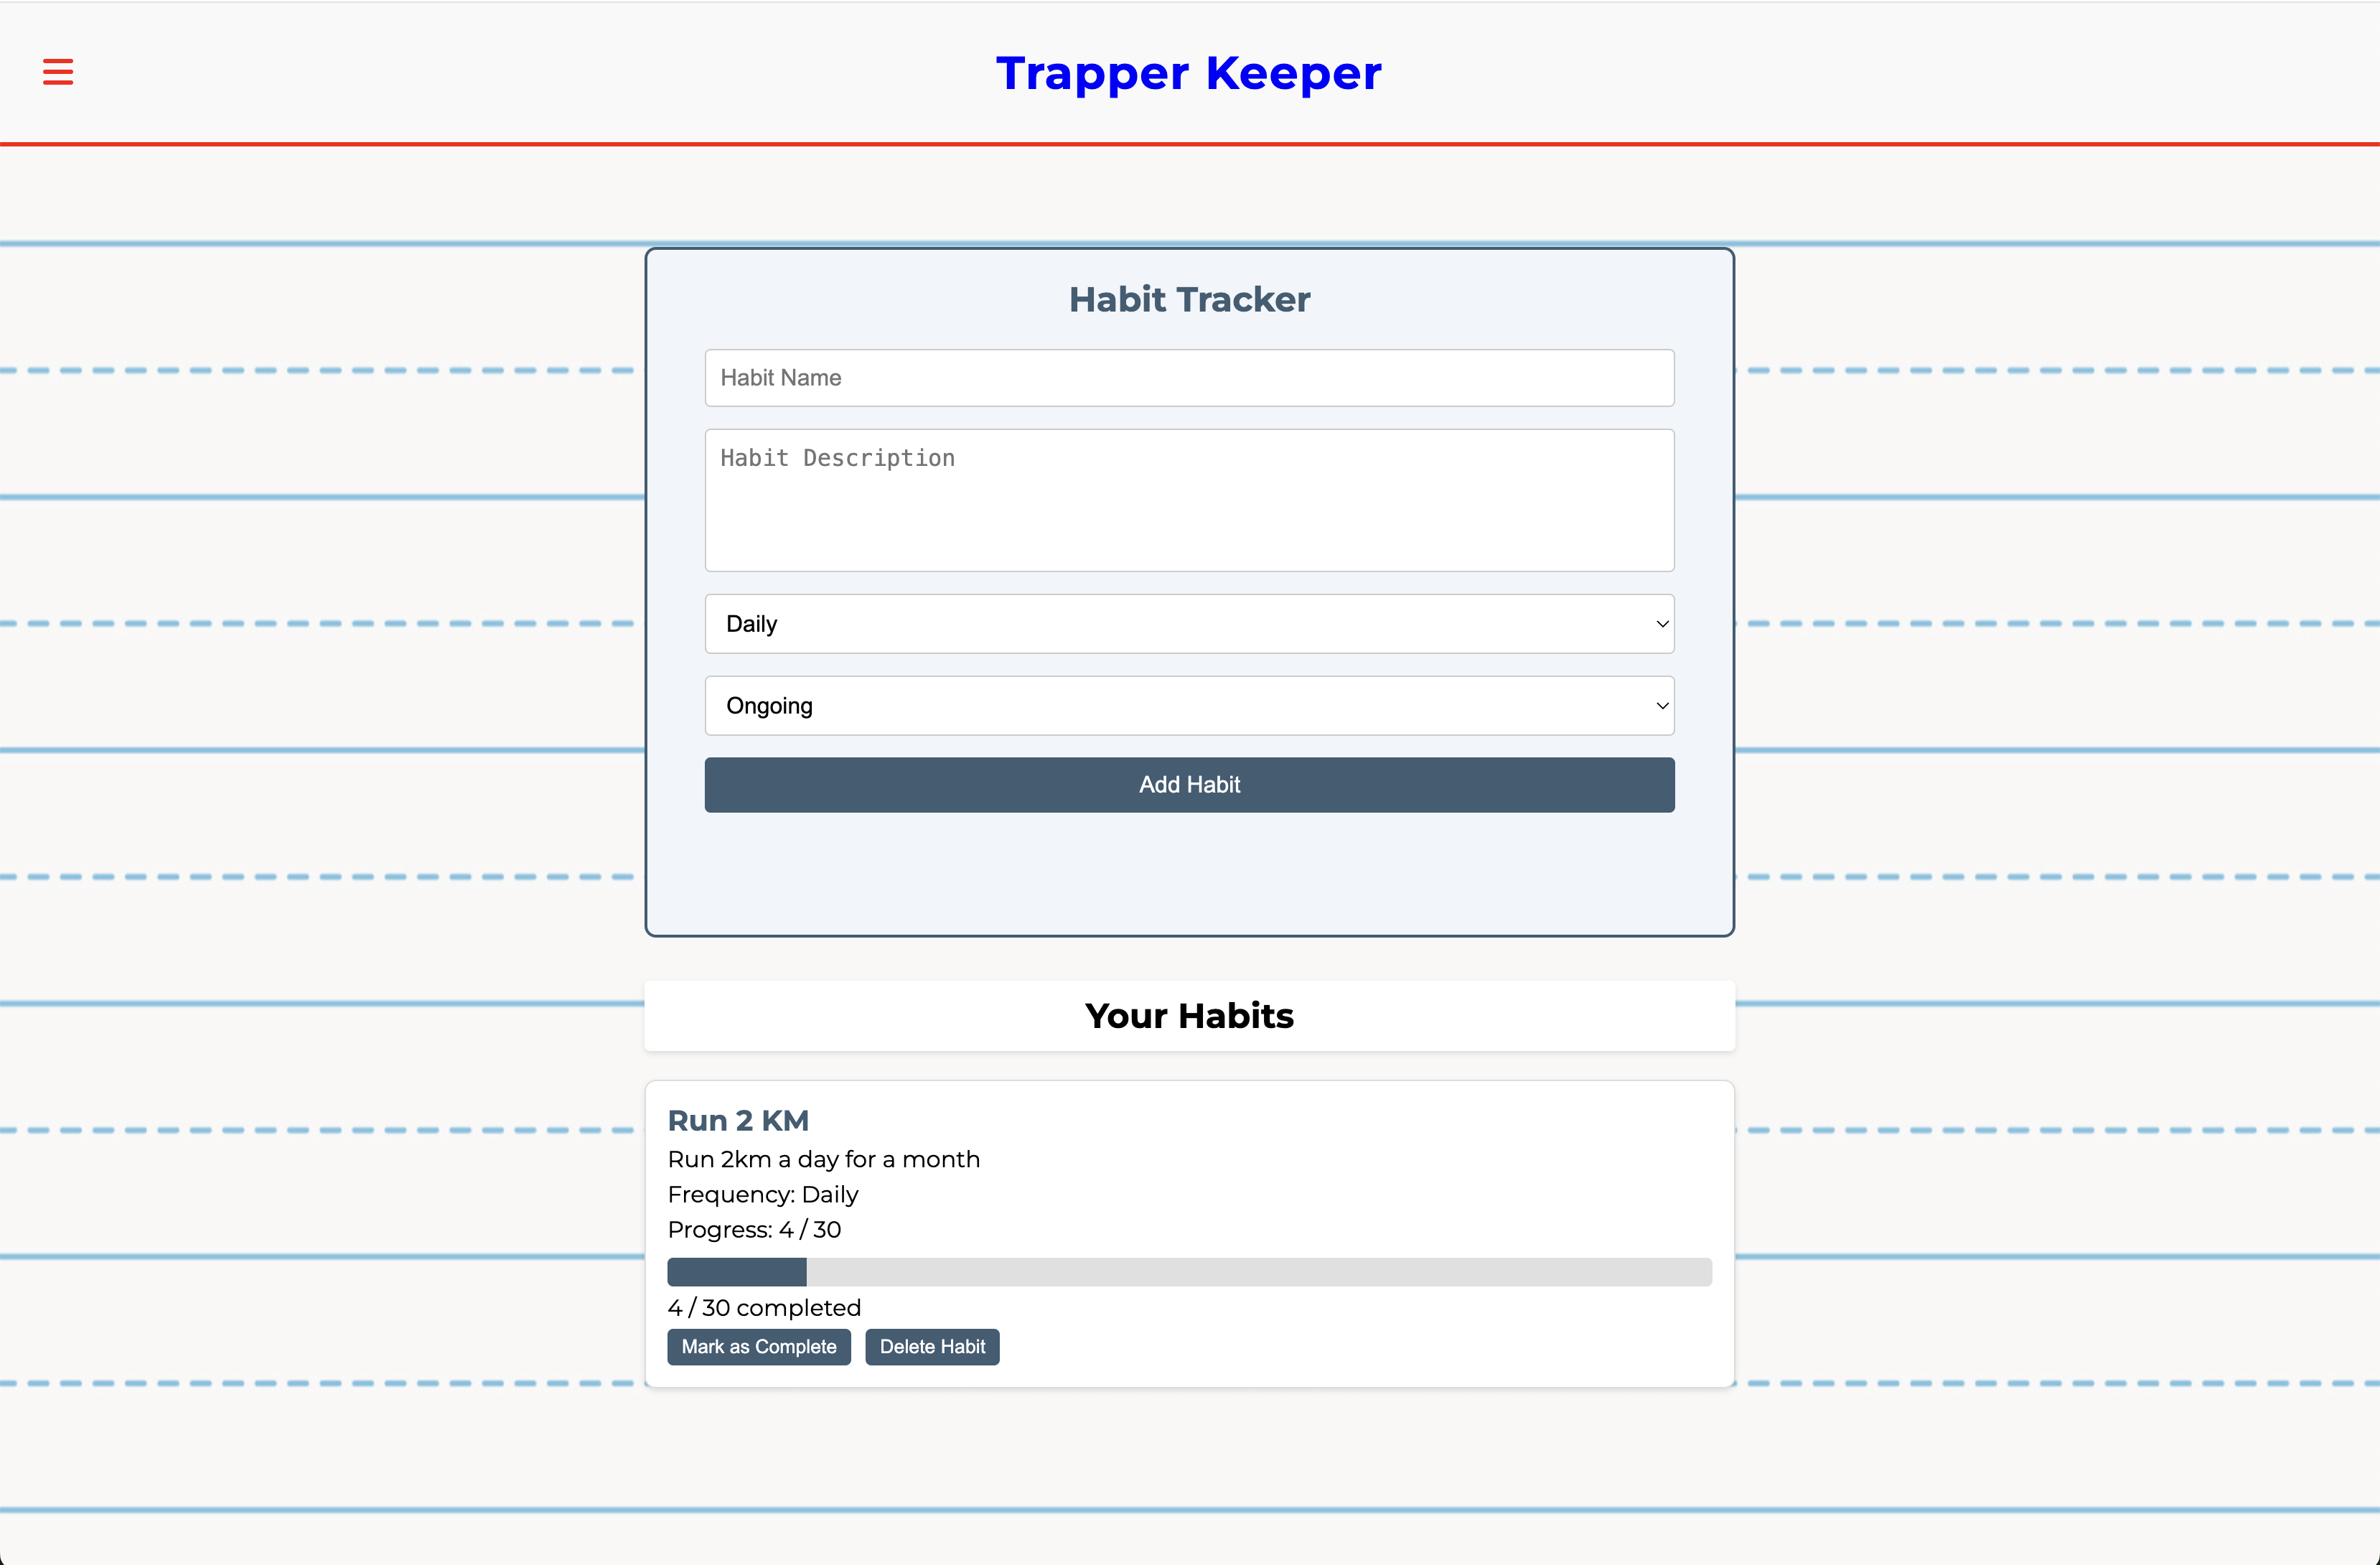 Trapper Keeper
Habit Tracker
Habit Name
Habit Description
Daily
Ongoing
Add Habit
Your Habits
Run 2 KM
Run 2km a day for a month
Frequency: Daily
Progress: 4 / 30
4 / 30 completed
Mark as Complete Delete Habit